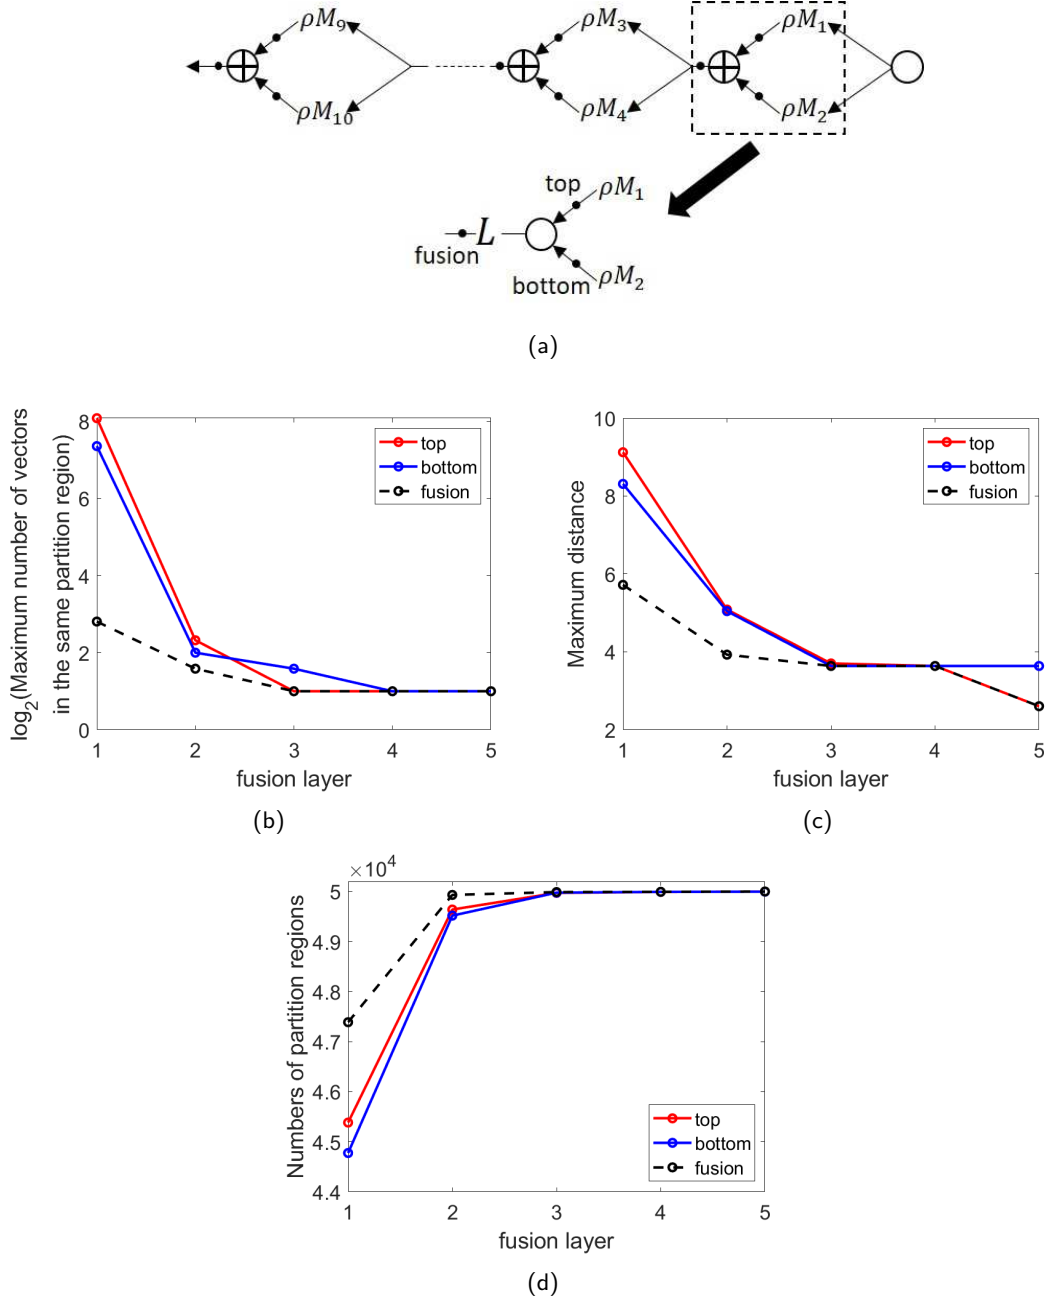 ρM₉ ρM₃ ρM₁
ρM₁₀ ρM₄ ρM₂
top ρM₁
L
fusion
bottom ρM₂
(a)
log₂(Maximum number of vectors
in the same partition region)
8
6
4
2
0
1 2 3 4 5
fusion layer
top
bottom
fusion
(b)
Maximum distance
10
8
6
4
2
1 2 3 4 5
fusion layer
top
bottom
fusion
(c)
Numbers of partition regions
×10⁴
5
4.9
4.8
4.7
4.6
4.5
4.4
1 2 3 4 5
fusion layer
top
bottom
fusion
(d)